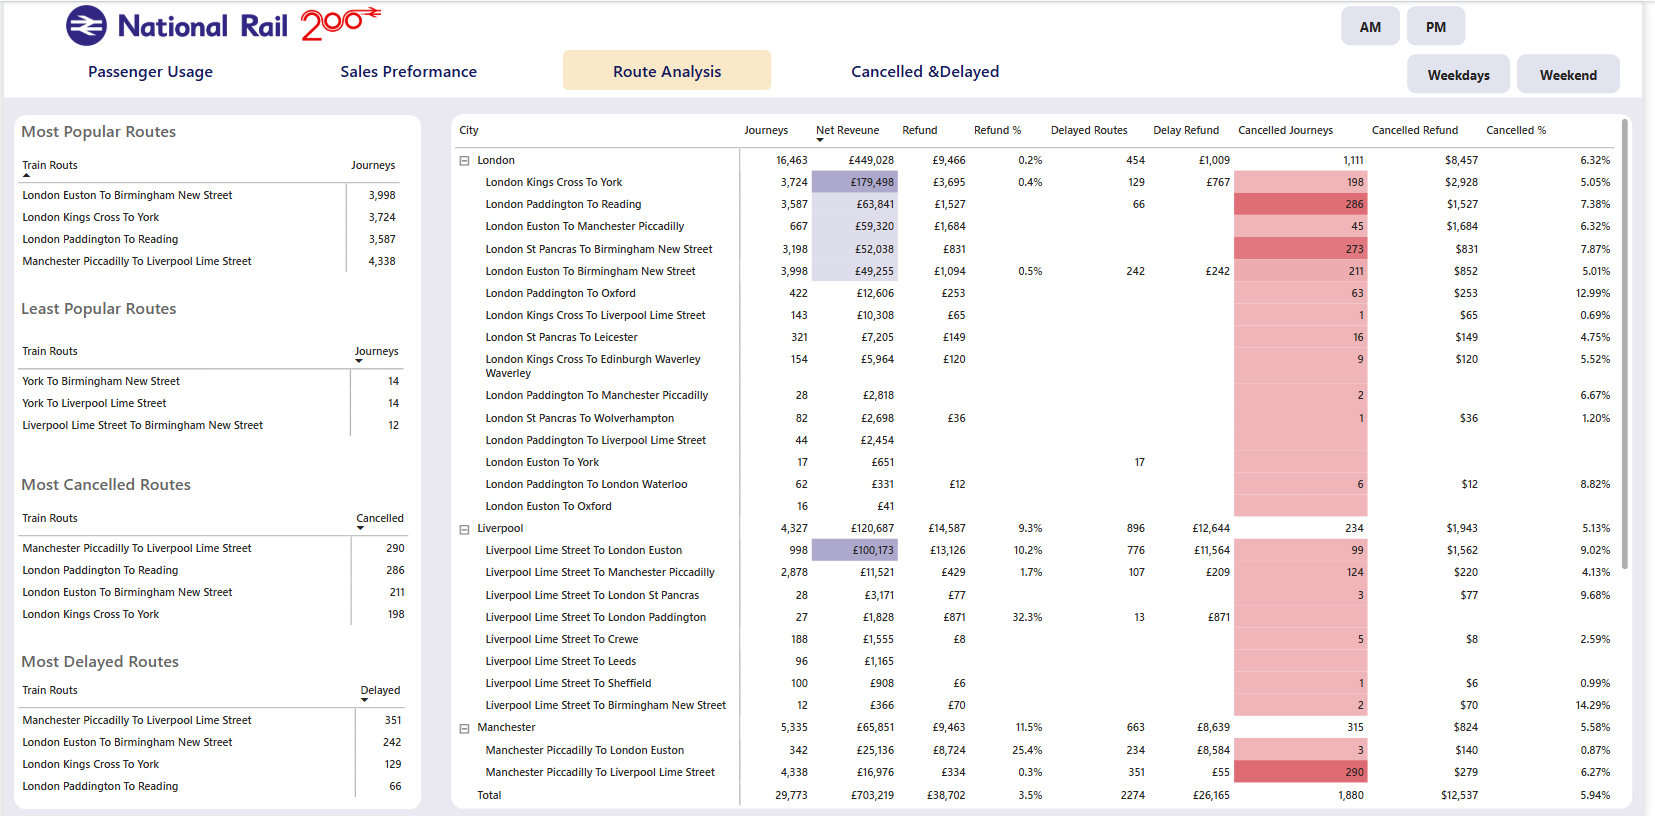 National Rail 200
AM PM
Passenger Usage Sales Preformance Route Analysis Cancelled &Delayed
Weekdays Weekend
Most Popular Routes
Train Routs Journeys
London Euston To Birmingham New Street 3,998
London Kings Cross To York 3,724
London Paddington To Reading 3,587
Manchester Piccadilly To Liverpool Lime Street 4,338
Least Popular Routes
Train Routs Journeys
York To Birmingham New Street 14
York To Liverpool Lime Street 14
Liverpool Lime Street To Birmingham New Street 12
Most Cancelled Routes
Train Routs Cancelled
Manchester Piccadilly To Liverpool Lime Street 290
London Paddington To Reading 286
London Euston To Birmingham New Street 211
London Kings Cross To York 198
Most Delayed Routes
Train Routs Delayed
Manchester Piccadilly To Liverpool Lime Street 351
London Euston To Birmingham New Street 242
London Kings Cross To York 129
London Paddington To Reading 66
City Journeys Net Reveune Refund Refund % Delayed Routes Delay Refund Cancelled Journeys Cancelled Refund Cancelled %
London 16,463 £449,028 £9,466 0.2% 454 £1,009 1,111 $8,457 6.32%
London Kings Cross To York 3,724 £179,498 £3,695 0.4% 129 £767 198 $2,928 5.05%
London Paddington To Reading 3,587 £63,841 £1,527 66 286 $1,527 7.38%
London Euston To Manchester Piccadilly 667 £59,320 £1,684 45 $1,684 6.32%
London St Pancras To Birmingham New Street 3,198 £52,038 £831 273 $831 7.87%
London Euston To Birmingham New Street 3,998 £49,255 £1,094 0.5% 242 £242 211 $852 5.01%
London Paddington To Oxford 422 £12,606 £253 63 $253 12.99%
London Kings Cross To Liverpool Lime Street 143 £10,308 £65 1 $65 0.69%
London St Pancras To Leicester 321 £7,205 £149 16 $149 4.75%
London Kings Cross To Edinburgh Waverley 154 £5,964 £120 9 $120 5.52%
Waverley
London Paddington To Manchester Piccadilly 28 £2,818 2 6.67%
London St Pancras To Wolverhampton 82 £2,698 £36 1 $36 1.20%
London Paddington To Liverpool Lime Street 44 £2,454
London Euston To York 17 £651 17
London Paddington To London Waterloo 62 £331 £12 6 $12 8.82%
London Euston To Oxford 16 £41
Liverpool 4,327 £120,687 £14,587 9.3% 896 £12,644 234 $1,943 5.13%
Liverpool Lime Street To London Euston 998 £100,173 £13,126 10.2% 776 £11,564 99 $1,562 9.02%
Liverpool Lime Street To Manchester Piccadilly 2,878 £11,521 £429 1.7% 107 £209 124 $220 4.13%
Liverpool Lime Street To London St Pancras 28 £3,171 £77 3 $77 9.68%
Liverpool Lime Street To London Paddington 27 £1,828 £871 32.3% 13 £871
Liverpool Lime Street To Crewe 188 £1,555 £8 5 $8 2.59%
Liverpool Lime Street To Leeds 96 £1,165
Liverpool Lime Street To Sheffield 100 £908 £6 1 $6 0.99%
Liverpool Lime Street To Birmingham New Street 12 £366 £70 2 $70 14.29%
Manchester 5,335 £65,851 £9,463 11.5% 663 £8,639 315 $824 5.58%
Manchester Piccadilly To London Euston 342 £25,136 £8,724 25.4% 234 £8,584 3 $140 0.87%
Manchester Piccadilly To Liverpool Lime Street 4,338 £16,976 £334 0.3% 351 £55 290 $279 6.27%
Total 29,773 £703,219 £38,702 3.5% 2274 £26,165 1,880 $12,537 5.94%